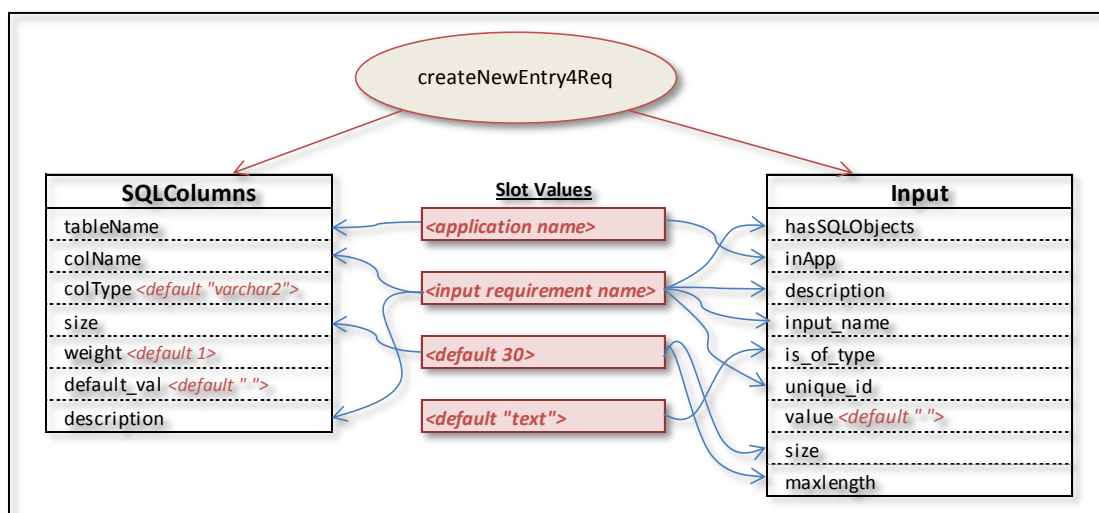 createNewEntry4Req
SQLColumns
tableName
colName
colType <default "varchar2">
size
weight <default 1>
default_val <default " ">
description
Slot Values
<application name>
<input requirement name>
<default 30>
<default "text">
Input
hasSQLObjects
inApp
description
input_name
is_of_type
unique_id
value <default " ">
size
maxlength